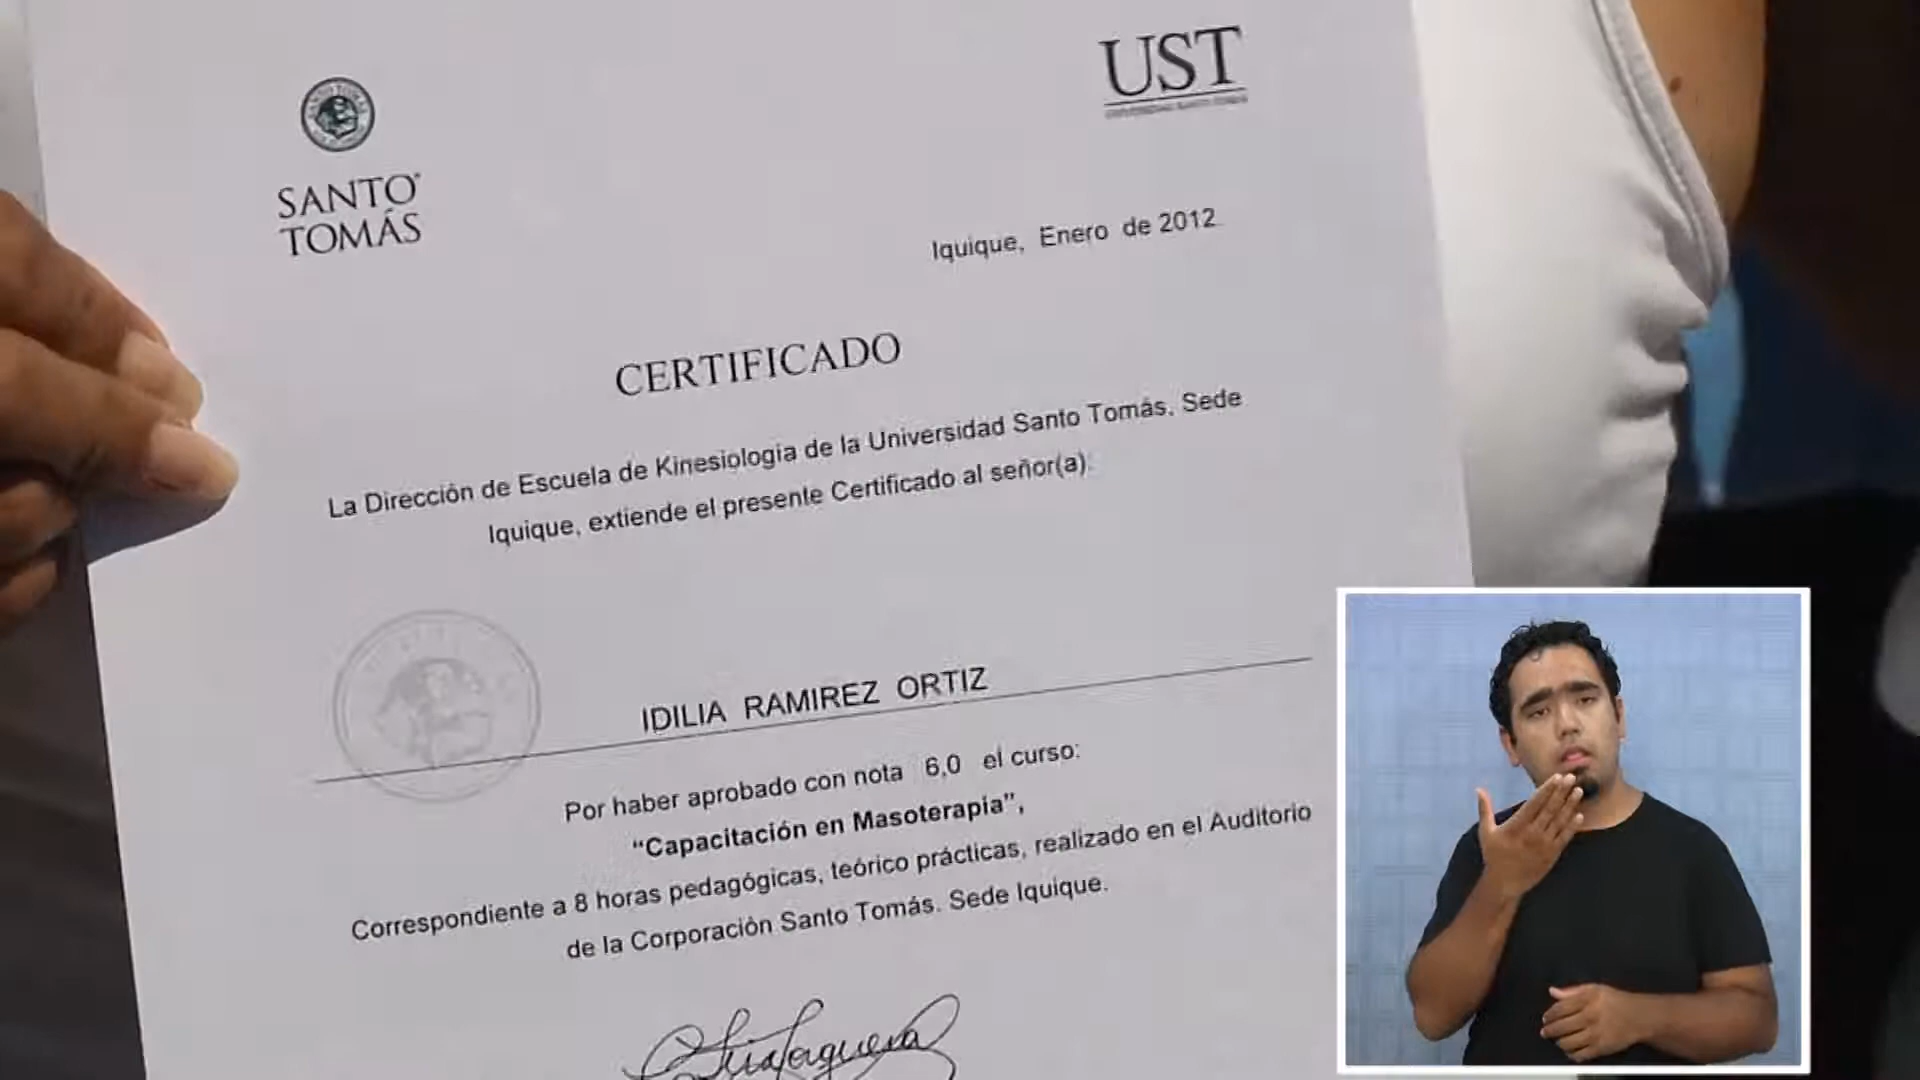 SANTO
TOMÁS
UST
Iquique, Enero de 2012
CERTIFICADO
La Dirección de Escuela de Kinesiologia de la Universidad Santo Tomás, Sede
Iquique, extiende el presente Certificado al señor(a):
IDILIA RAMIREZ ORTIZ
Por haber aprobado con nota 6,0 el curso:
“Capacitación en Masoterapia”,
Correspondiente a 8 horas pedagógicas, teórico prácticas, realizado en el Auditorio
de la Corporación Santo Tomás. Sede Iquique.